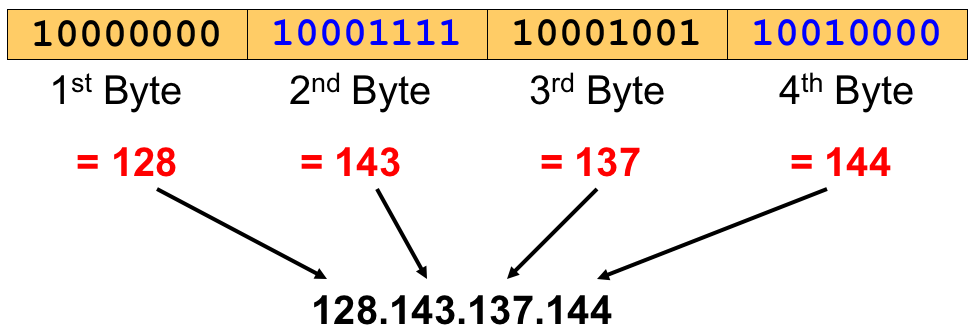 10000000 10001111 10001001 10010000
1st Byte 2nd Byte 3rd Byte 4th Byte
= 128 = 143 = 137 = 144
128.143.137.144